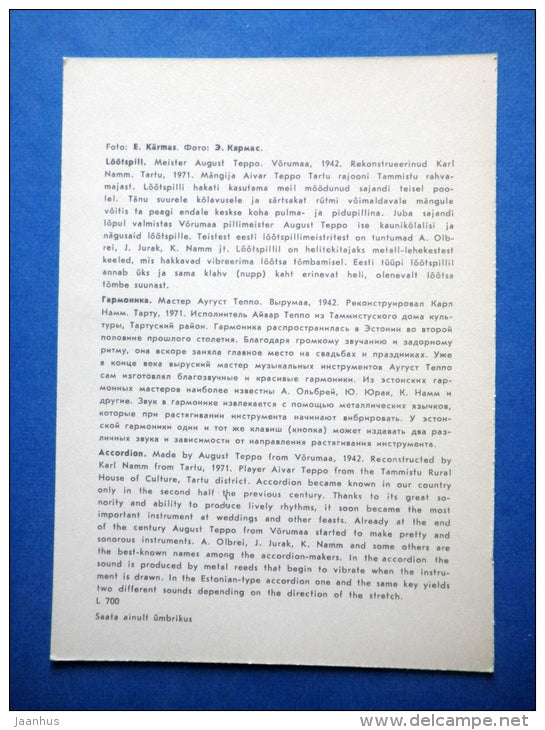 Foto: E. Kärmas. Фото: Э. Кярмас.
Lõõtspill. Meister August Teppo. Võrumaa, 1942. Rekonstrueerinud Karl
Namm. Tartu, 1971. Mängija Aivar Teppo Tartu rajooni Tammistu rahva-
majast. Lõõtspilli hakati kasutama meil möödunud sajandi teisel poo-
lel. Tänu suurele kõlavusele ja särtsakat rütmi võimaldavale mängule
võitis ta peagi endale keskse koha pulma- ja pidupillina. Juba sajandi
lõpul valmistas Võrumaa pillimeister August Teppo ise kaunikõlalisi ja
nägusaid lõõtspille. Teistest eesti lõõtspillimeistritest on tuntumad A. Olb-
rei, J. Jurak, K. Namm jt. Lõõtspillil on helitekitajaks metall-lehekestest
keeled, mis hakkavad vibreerima lõõtsa tõmbamisel. Eesti tüüpi lõõtspillil
annab üks ja sama klahv (nupp) kaht erinevat heli, olenevalt lõõtsa
tõmbe suunast.
Гармоника. Мастер Аугуст Теппо. Вырумаа, 1942. Реконструировал Карл
Намм. Тарту, 1971. Исполнитель Айвар Теппо из Таммистуского дома куль-
туры, Тартуский район. Гармоника распространилась в Эстонии во второй
половине прошлого столетия. Благодаря громкому звучанию и задорному
ритму, она вскоре заняла главное место на свадьбах и праздниках. Уже
в конце века выруский мастер музыкальных инструментов Аугуст Теппо
сам изготовлял благозвучные и красивые гармоники. Из эстонских гар-
монных мастеров наиболее известны А. Ольбрей, Ю. Юрак, К. Намм и
другие. Звук в гармонике извлекается с помощью металлических язычков,
которые при растягивании инструмента начинают вибрировать. У эстон-
ской гармоники один и тот же клавиш (кнопка) может издавать два раз-
личных звука в зависимости от направления растягивания инструмента.
Accordion. Made by August Teppo from Võrumaa, 1942. Reconstructed by
Karl Namm from Tartu, 1971. Player Aivar Teppo from the Tammistu Rural
House of Culture, Tartu district. Accordion became known in our country
only in the second half the previous century. Thanks to its great so-
nority and ability to produce lively rhythms, it soon became the most
important instrument at weddings and other feasts. Already at the end
of the century August Teppo from Võrumaa started to make pretty and
sonorous instruments. A. Olbrei, J. Jurak, K. Namm and some others are
the best-known names among the accordion-makers. In the accordion the
sound is produced by metal reeds that begin to vibrate when the instru-
ment is drawn. In the Estonian-type accordion one and the same key yields
two different sounds depending on the direction of the stretch.
L 700
Saata ainult ümbrikus
jaanhus
www.delcampe.net